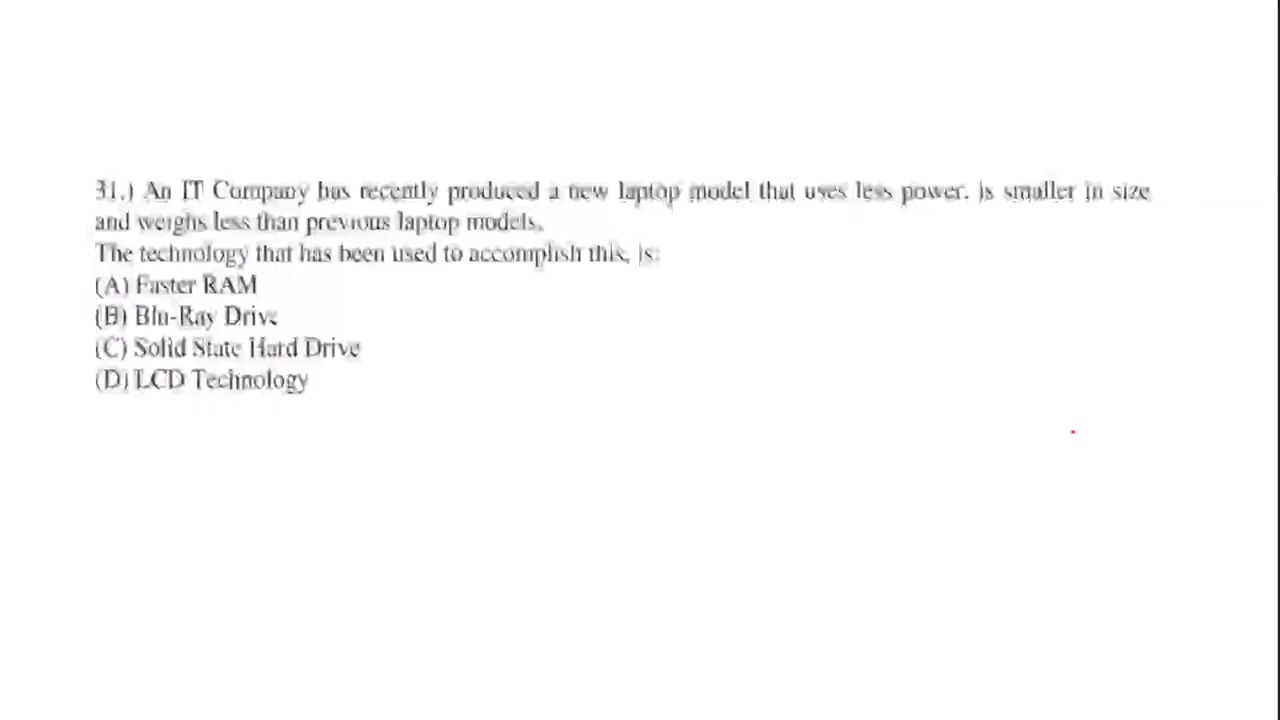 31.) An IT Company has recently produced a new laptop model that uses less power, is smaller in size
and weighs less than previous laptop models.
The technology that has been used to accomplish this, is:
(A) Faster RAM
(B) Blu-Ray Drive
(C) Solid State Hard Drive
(D) LCD Technology